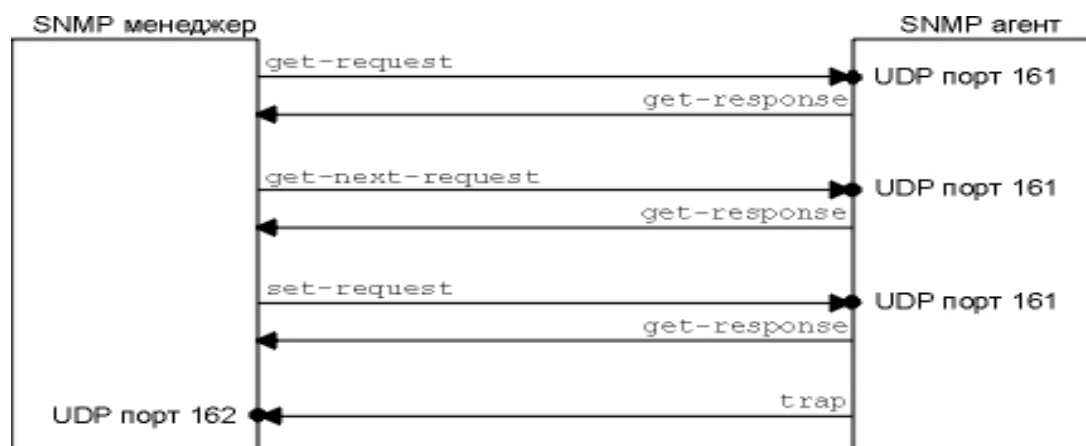 SNMP менеджер
SNMP агент
get-request
UDP порт 161
get-response
get-next-request
UDP порт 161
get-response
set-request
UDP порт 161
get-response
trap
UDP порт 162